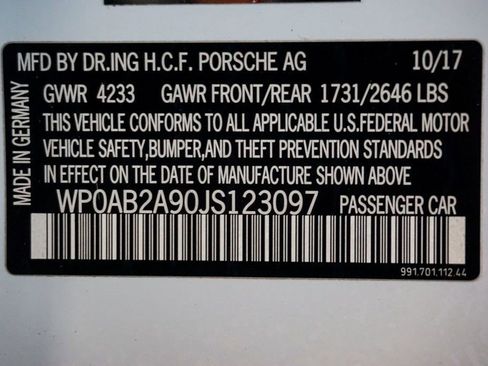 MFD BY DR.ING H.C.F. PORSCHE AG 10/17
GVWR 4233 GAWR FRONT/REAR 1731/2646 LBS
THIS VEHICLE CONFORMS TO ALL APPLICABLE U.S.FEDERAL MOTOR
VEHICLE SAFETY,BUMPER,AND THEFT PREVENTION STANDARDS
IN EFFECT ON THE DATE OF MANUFACTURE SHOWN ABOVE
WP0AB2A90JS123097 PASSENGER CAR
991.701.112.44
MADE IN GERMANY